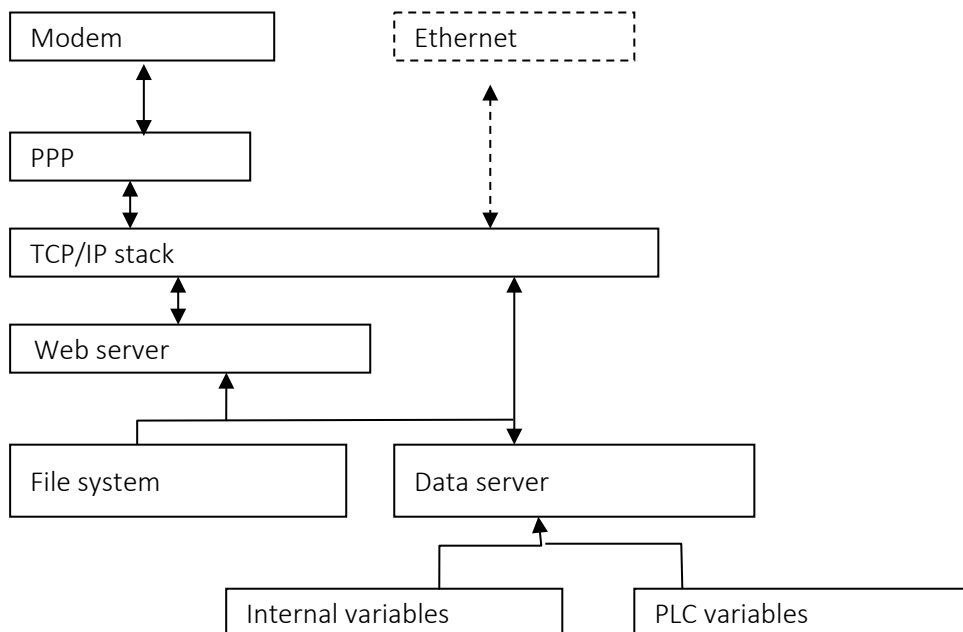 Modem
Ethernet
PPP
TCP/IP stack
Web server
File system
Data server
Internal variables
PLC variables